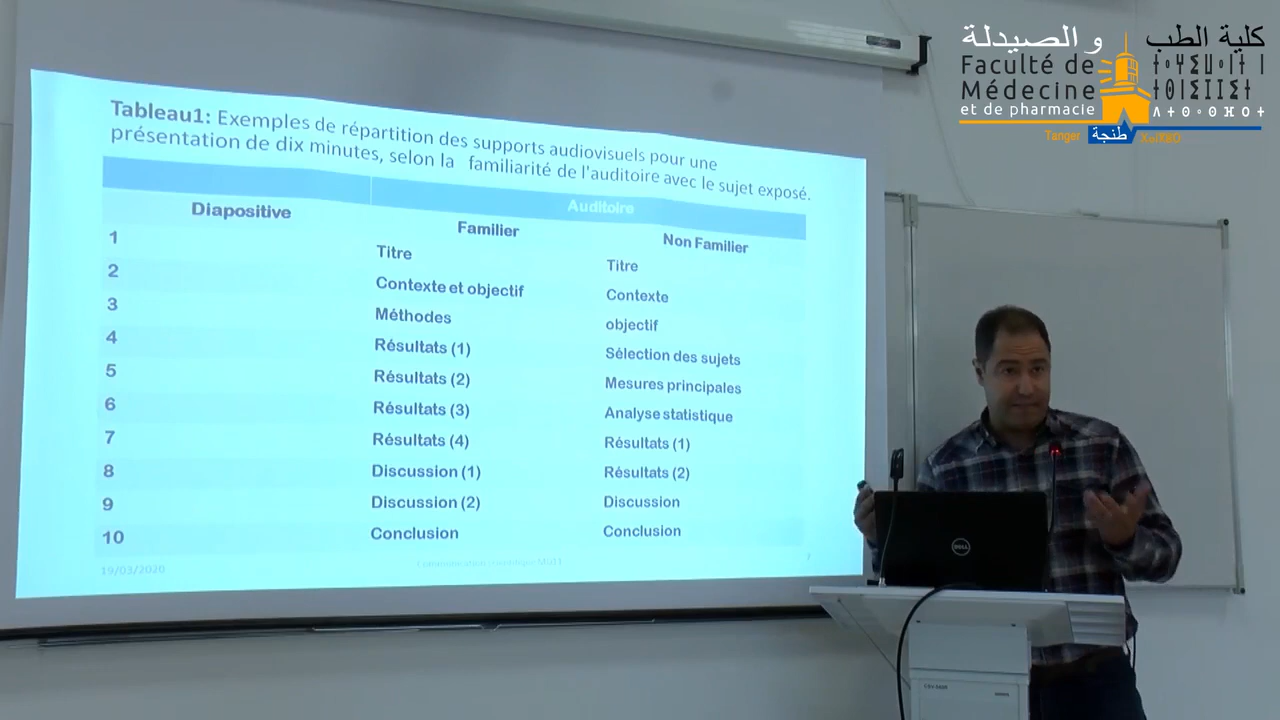 و الصيدلة
كلية الطب
Faculté de
Médecine
et de pharmacie
Tanger
طنجة
Tableau1: Exemples de répartition des supports audiovisuels pour une
présentation de dix minutes, selon la familiarité de l'auditoire avec le sujet exposé.
Auditoire
Diapositive Familier Non Familier
1 Titre Titre
2 Contexte et objectif Contexte
3 Méthodes objectif
4 Résultats (1) Sélection des sujets
5 Résultats (2) Mesures principales
6 Résultats (3) Analyse statistique
7 Résultats (4) Résultats (1)
8 Discussion (1) Résultats (2)
9 Discussion (2) Discussion
10 Conclusion Conclusion
19/03/2020
7
DELL